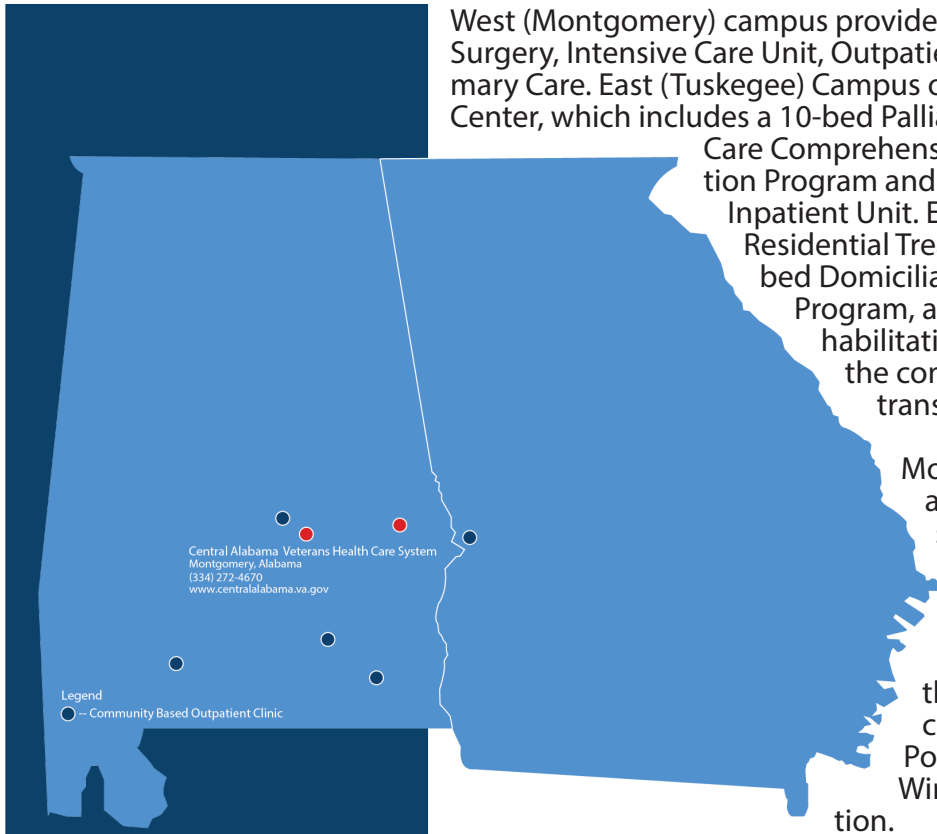 West (Montgomery) campus provide
Surgery, Intensive Care Unit, Outpatie
mary Care. East (Tuskegee) Campus
Center, which includes a 10-bed Pallia
Care Comprehens
tion Program and
Inpatient Unit.
Residential Tre
bed Domicilia
Program, a
habilitati
the con
trans
Mo
a
Central Alabama Veterans Health Care System
Montgomery, Alabama
(334) 272-4670
www.centralalabama.va.gov
Legend
-- Community Based Outpatient Clinic
th
c
Po
Wir
tion.